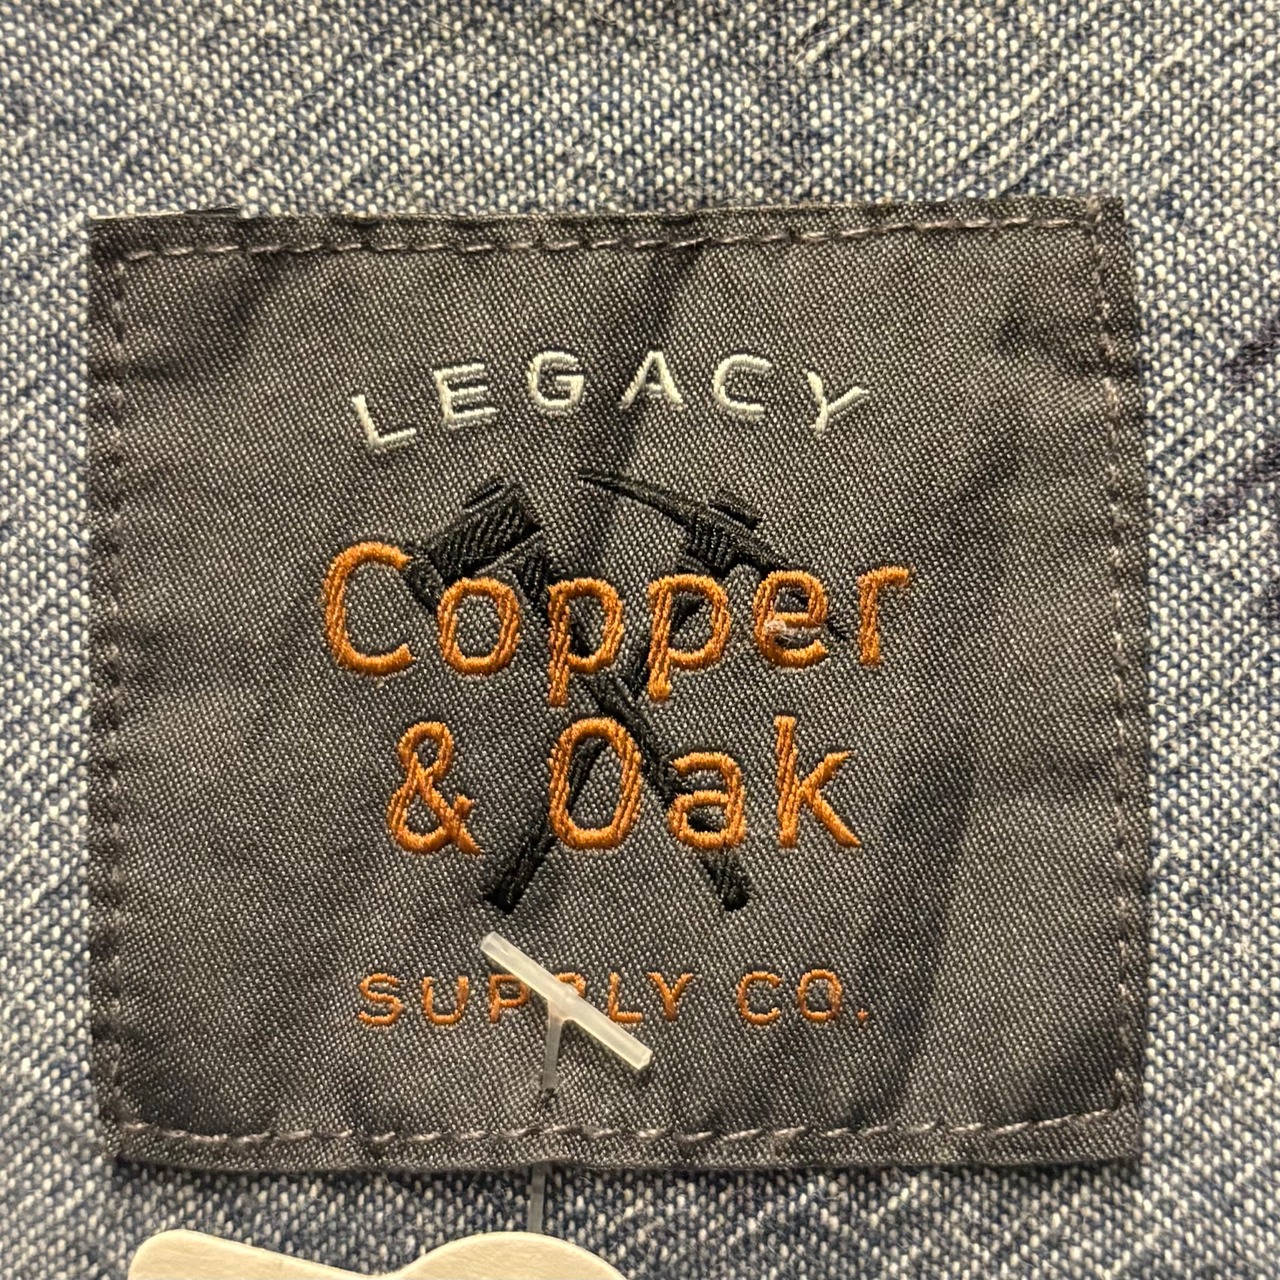 LEGACY
Copper
& Oak
SUPPLY CO.